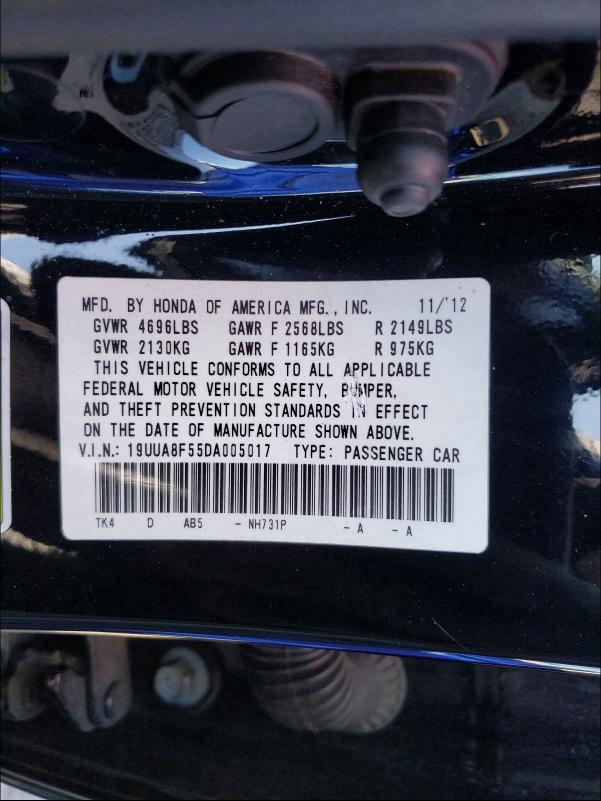 MFD. BY HONDA OF AMERICA MFG., INC. 11/'12
GVWR 4696LBS GAWR F 2568LBS R 2149LBS
GVWR 2130KG GAWR F 1165KG R 975KG
THIS VEHICLE CONFORMS TO ALL APPLICABLE
FEDERAL MOTOR VEHICLE SAFETY, BUMPER,
AND THEFT PREVENTION STANDARDS IN EFFECT
ON THE DATE OF MANUFACTURE SHOWN ABOVE.
V.I.N.: 19UUA8F55DA005017 TYPE: PASSENGER CAR
TK4 D AB5 - NH731P - A - A